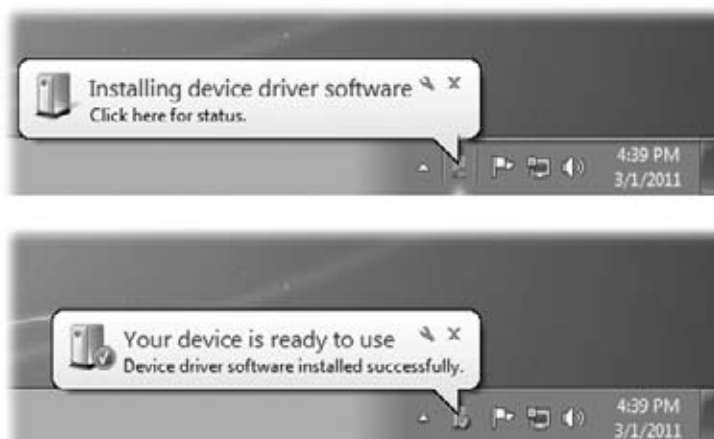 Installing device driver software
Click here for status.
4:39 PM
3/1/2011
Your device is ready to use
Device driver software installed successfully.
4:39 PM
3/1/2011